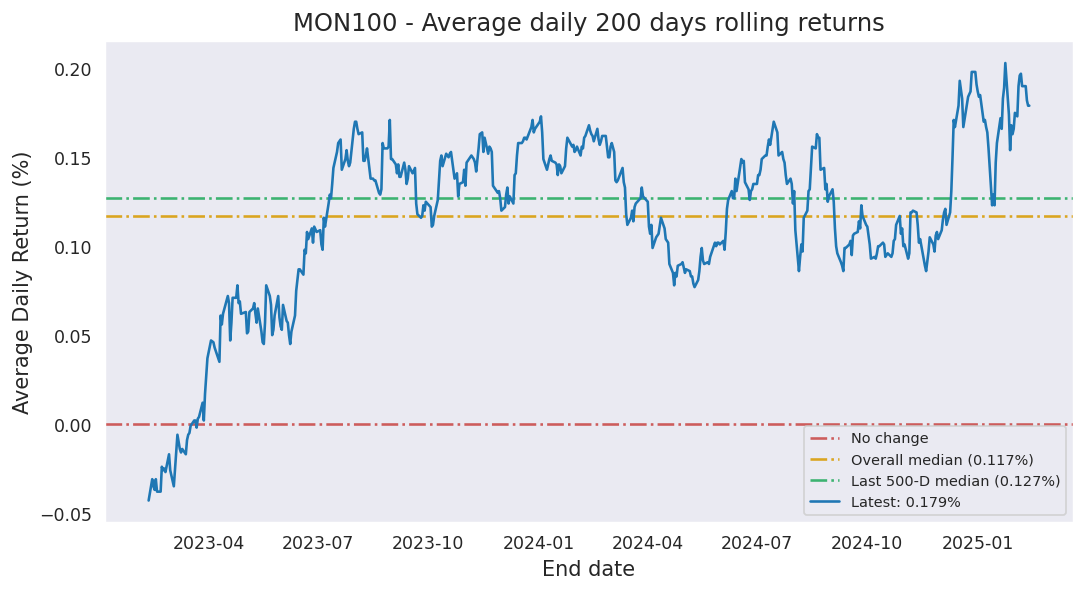 MON100 - Average daily 200 days rolling returns
Average Daily Return (%)
0.20
0.15
0.10
0.05
0.00
−0.05
No change
Overall median (0.117%)
Last 500-D median (0.127%)
Latest: 0.179%
2023-04
2023-07
2023-10
2024-01
2024-04
2024-07
2024-10
2025-01
End date